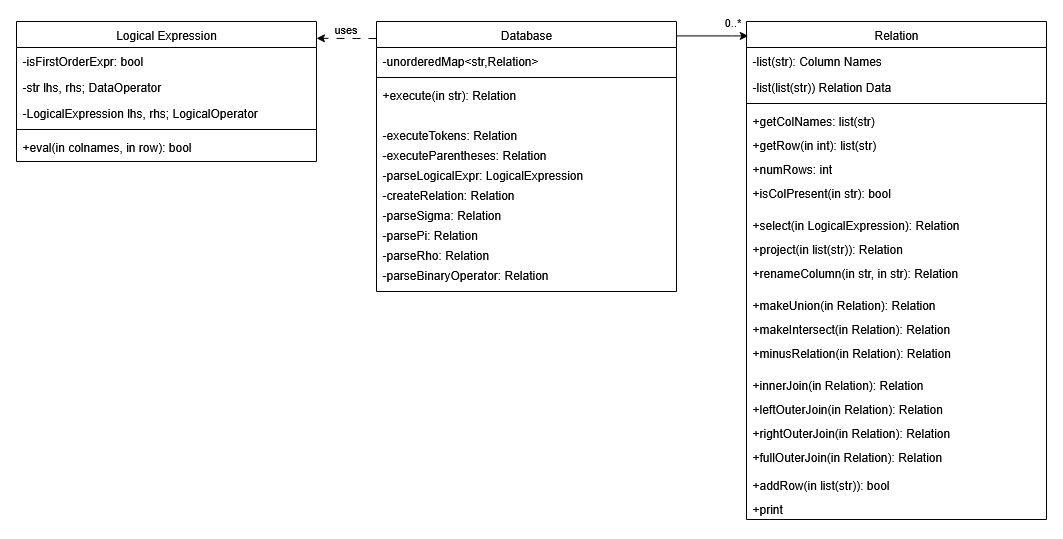 Logical Expression
-isFirstOrderExpr: bool
-str lhs, rhs; DataOperator
-LogicalExpression lhs, rhs; LogicalOperator
+eval(in colnames, in row): bool
uses
Database
-unorderedMap<str,Relation>
+execute(in str): Relation
-executeTokens: Relation
-executeParentheses: Relation
-parseLogicalExpr: LogicalExpression
-createRelation: Relation
-parseSigma: Relation
-parsePi: Relation
-parseRho: Relation
-parseBinaryOperator: Relation
0..*
Relation
-list(str): Column Names
-list(list(str)) Relation Data
+getColNames: list(str)
+getRow(in int): list(str)
+numRows: int
+isColPresent(in str): bool
+select(in LogicalExpression): Relation
+project(in list(str)): Relation
+renameColumn(in str, in str): Relation
+makeUnion(in Relation): Relation
+makeIntersect(in Relation): Relation
+minusRelation(in Relation): Relation
+innerJoin(in Relation): Relation
+leftOuterJoin(in Relation): Relation
+rightOuterJoin(in Relation): Relation
+fullOuterJoin(in Relation): Relation
+addRow(in list(str)): bool
+print